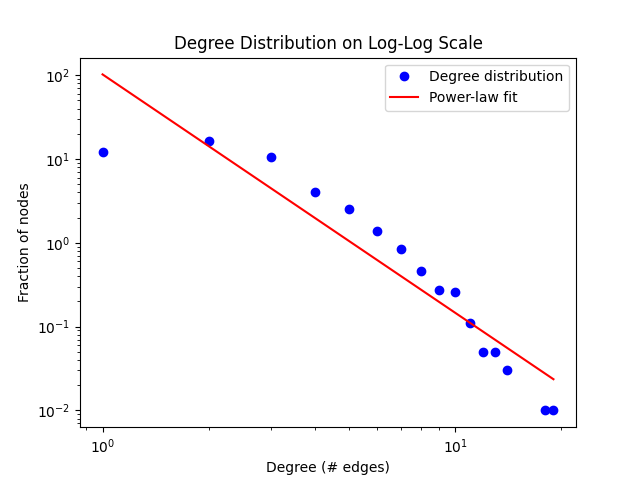 Degree Distribution on Log-Log Scale
Degree distribution
Power-law fit
Fraction of nodes
10²
10¹
10⁰
10⁻¹
10⁻²
10⁰
10¹
Degree (# edges)